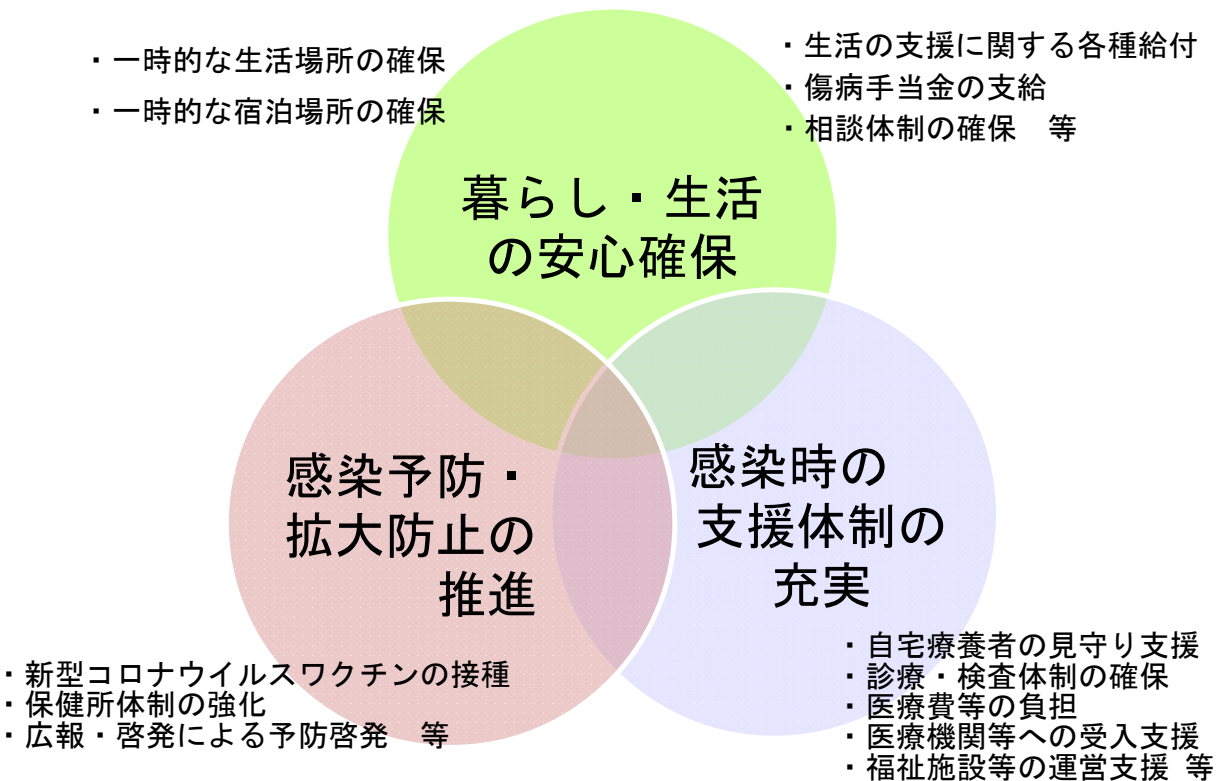 ・一時的な生活場所の確保
・一時的な宿泊場所の確保
・生活の支援に関する各種給付
・傷病手当金の支給
・相談体制の確保　等
暮らし・生活
の安心確保
感染予防・
拡大防止の
推進
感染時の
支援体制の
充実
・新型コロナウイルスワクチンの接種
・保健所体制の強化
・広報・啓発による予防啓発　等
・自宅療養者の見守り支援
・診療・検査体制の確保
・医療費等の負担
・医療機関等への受入支援
・福祉施設等の運営支援 等